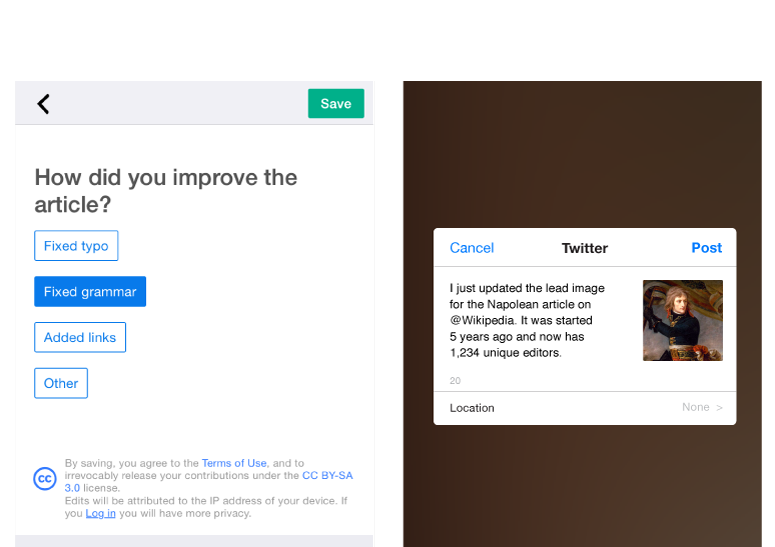 Save
How did you improve the
article?
Fixed typo
Fixed grammar
Added links
Other
cc
By saving, you agree to the Terms of Use, and to
irrevocably release your contributions under the CC BY-SA
3.0 license.
Edits will be attributed to the IP address of your device. If
you Log in you will have more privacy.
Cancel
Twitter
Post
I just updated the lead image
for the Napolean article on
@Wikipedia. It was started
5 years ago and now has
1,234 unique editors.
20
Location
None >